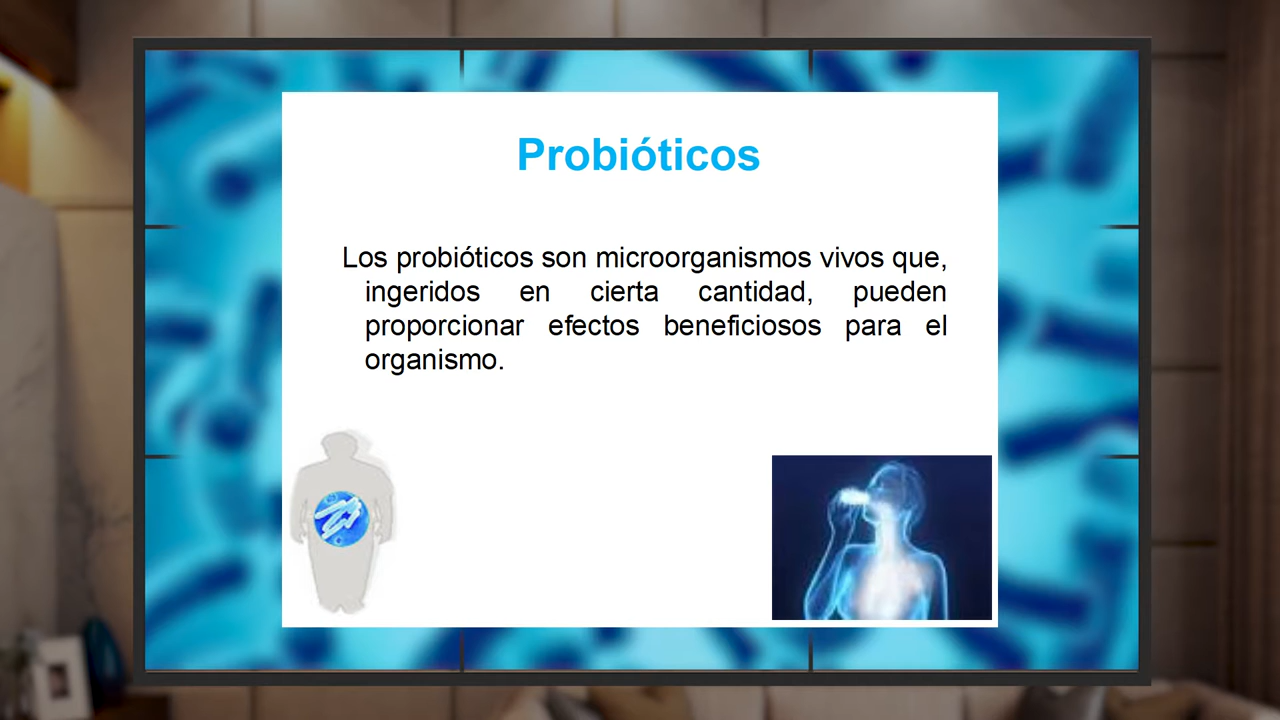 Probióticos
Los probióticos son microorganismos vivos que,
ingeridos en cierta cantidad, pueden
proporcionar efectos beneficiosos para el
organismo.